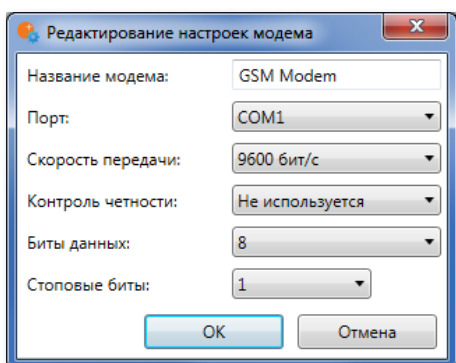 Редактирование настроек модема
Название модема: GSM Modem
Порт: COM1
Скорость передачи: 9600 бит/с
Контроль четности: Не используется
Биты данных: 8
Стоповые биты: 1
OK Отмена